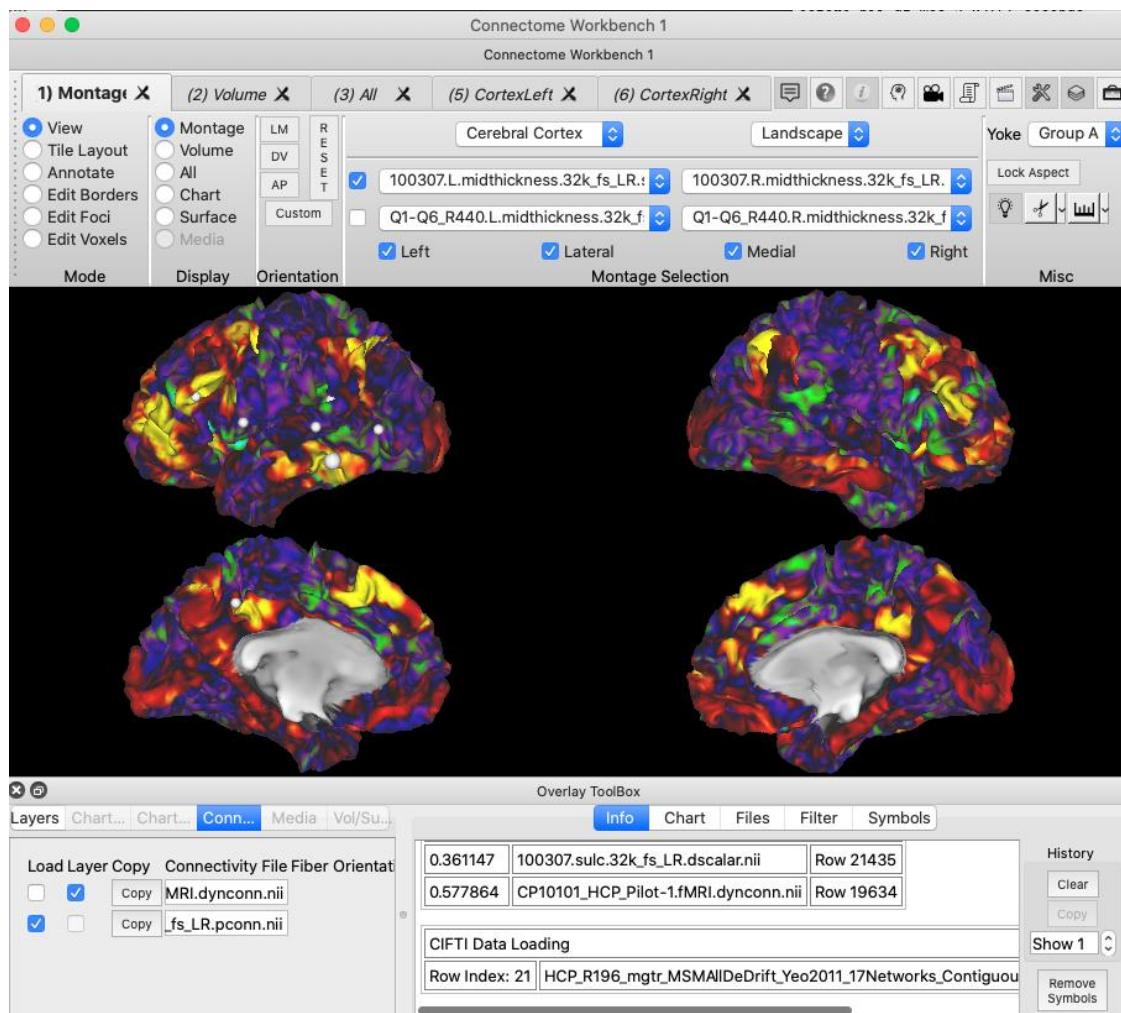 Connectome Workbench 1
Connectome Workbench 1
1) Montage (2) Volume (3) All (5) CortexLeft (6) CortexRight
View Montage LM RESET Cerebral Cortex Landscape Yoke Group A
Tile Layout Volume DV
Annotate All AP 100307.L.midthickness.32k_fs_LR. 100307.R.midthickness.32k_fs_LR. Lock Aspect
Edit Borders Chart
Edit Foci Surface Custom Q1-Q6_R440.L.midthickness.32k_fs Q1-Q6_R440.R.midthickness.32k_f
Edit Voxels Media Left Lateral Medial Right
Mode Display Orientation Montage Selection Misc
Overlay ToolBox
Layers Chart... Chart... Conn... Media Vol/Su... Info Chart Files Filter Symbols
Load Layer Copy Connectivity File Fiber Orientati
Copy MRI.dynconn.nii
Copy _fs_LR.pconn.nii
0.361147 100307.sulc.32k_fs_LR.dscalar.nii Row 21435
0.577864 CP10101_HCP_Pilot-1.fMRI.dynconn.nii Row 19634
CIFTI Data Loading
Row Index: 21 HCP_R196_mgtr_MSMAllDeDrift_Yeo2011_17Networks_Contiguou
History
Clear
Copy
Show 1
Remove
Symbols